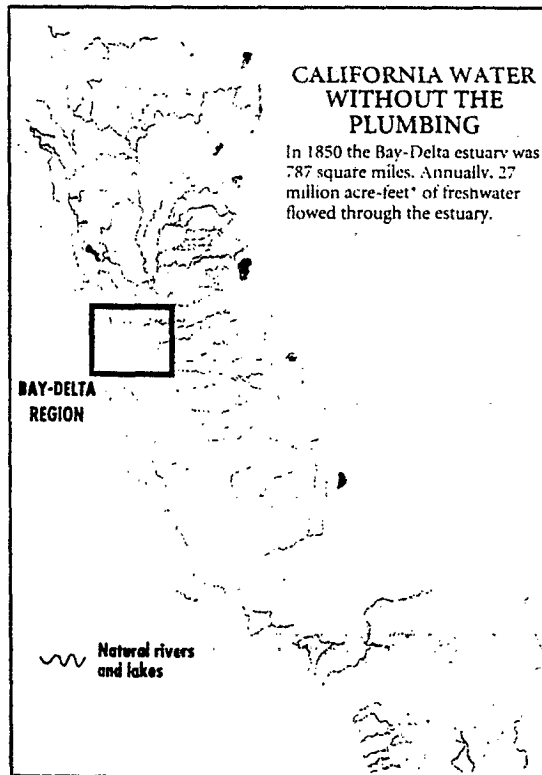 CALIFORNIA WATER
WITHOUT THE
PLUMBING
In 1850 the Bay-Delta estuary was
787 square miles. Annually, 27
million acre-feet* of freshwater
flowed through the estuary.
BAY-DELTA
REGION
Natural rivers
and lakes